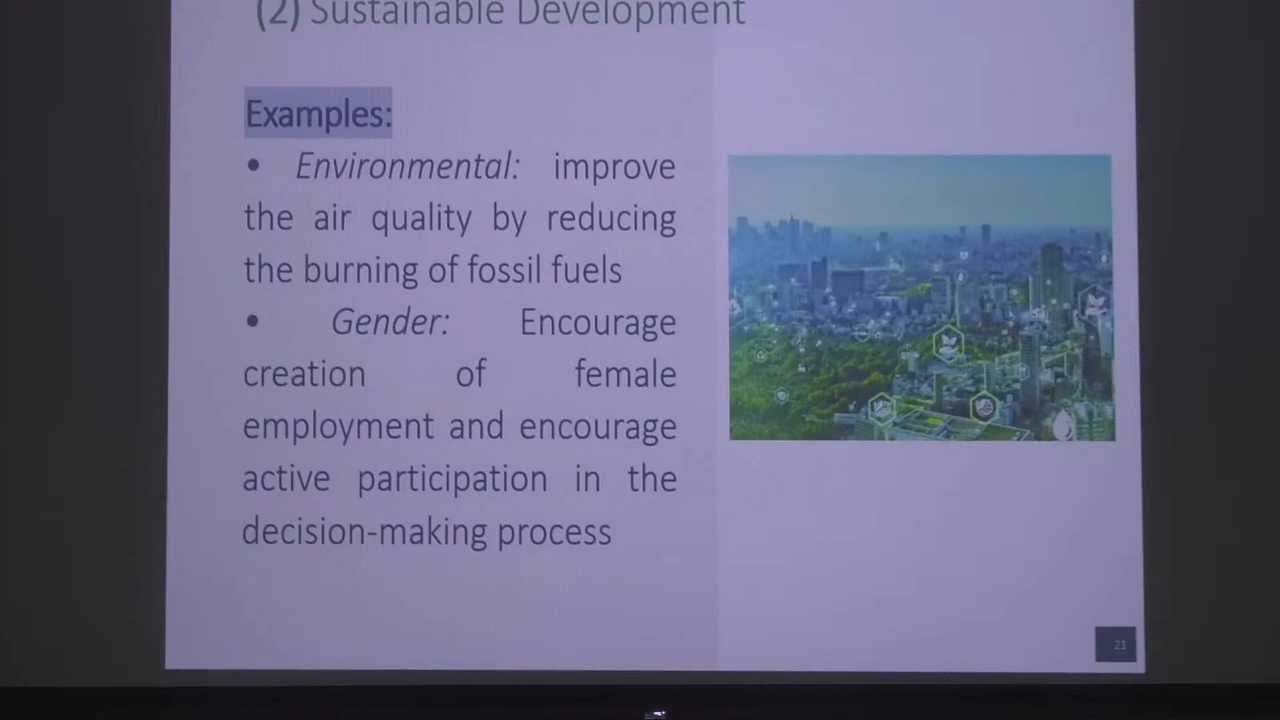 (2) Sustainable Development
Examples:
• Environmental: improve
the air quality by reducing
the burning of fossil fuels
• Gender: Encourage
creation of female
employment and encourage
active participation in the
decision-making process
21